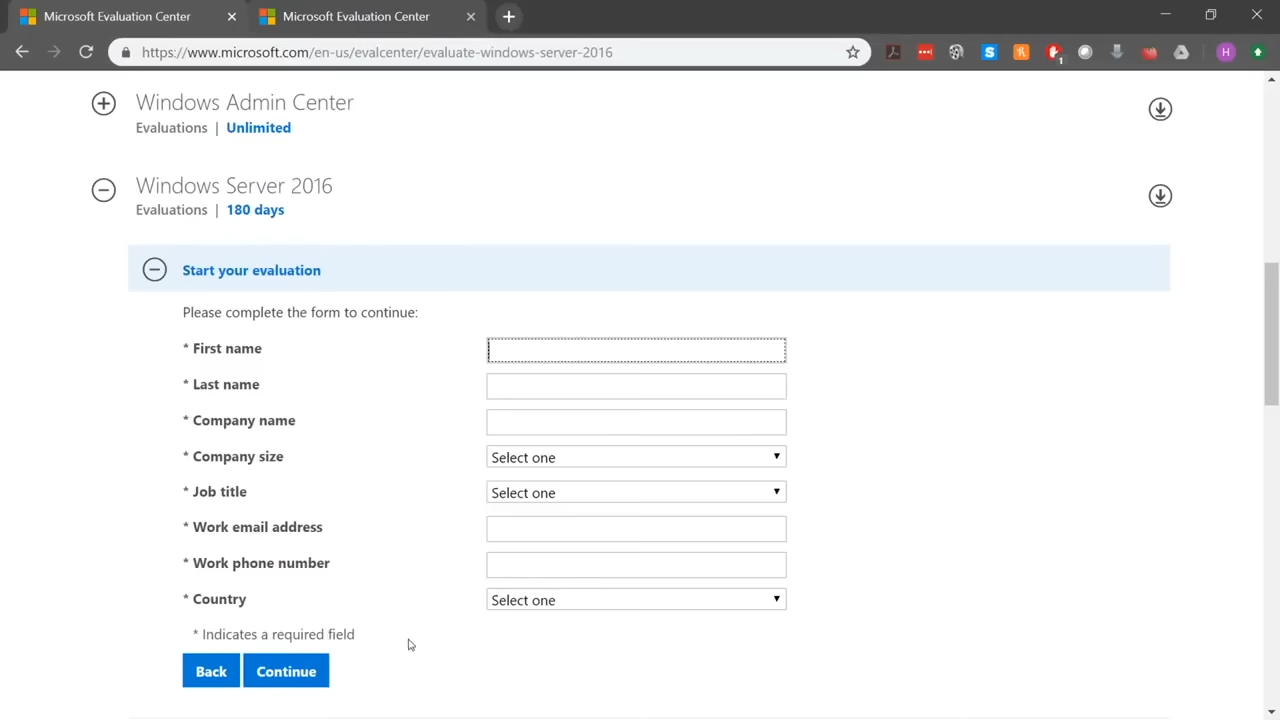 Microsoft Evaluation Center
Microsoft Evaluation Center
https://www.microsoft.com/en-us/evalcenter/evaluate-windows-server-2016
1
H
Windows Admin Center
Evaluations | Unlimited
Windows Server 2016
Evaluations | 180 days
Start your evaluation
Please complete the form to continue:
* First name
* Last name
* Company name
* Company size Select one
* Job title Select one
* Work email address
* Work phone number
* Country Select one
* Indicates a required field
Back Continue